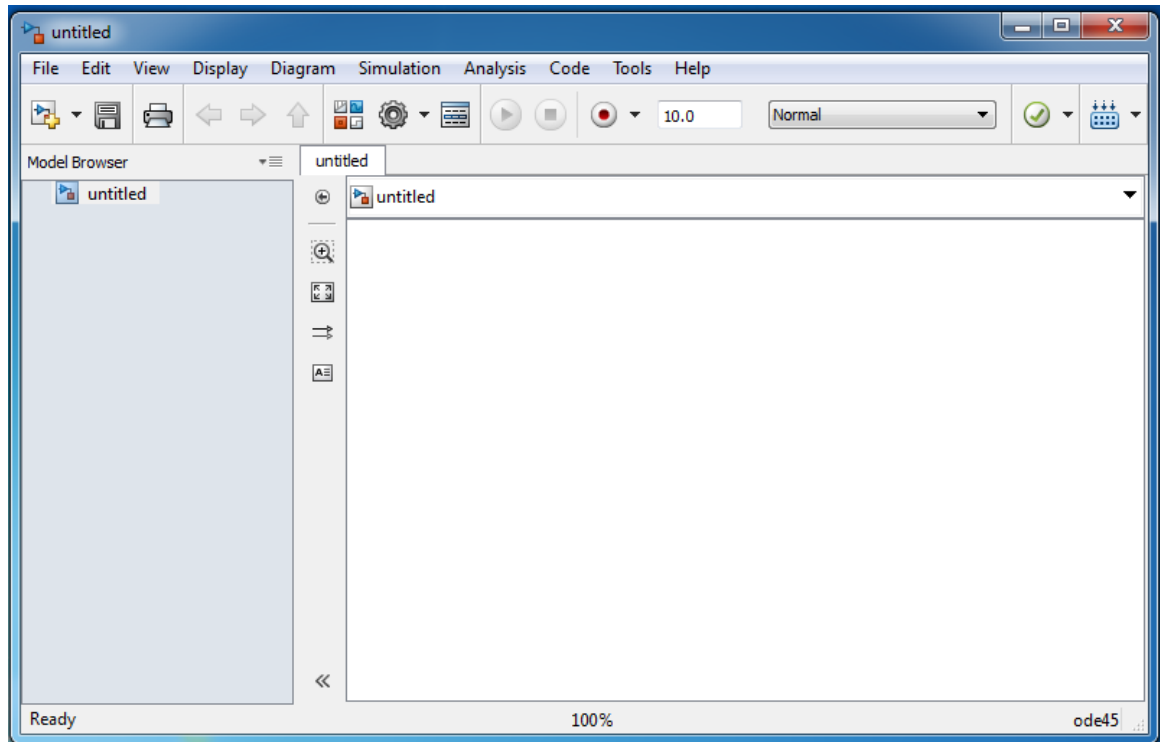 untitled
File Edit View Display Diagram Simulation Analysis Code Tools Help
10.0 Normal
Model Browser untitled
untitled untitled
Ready 100% ode45